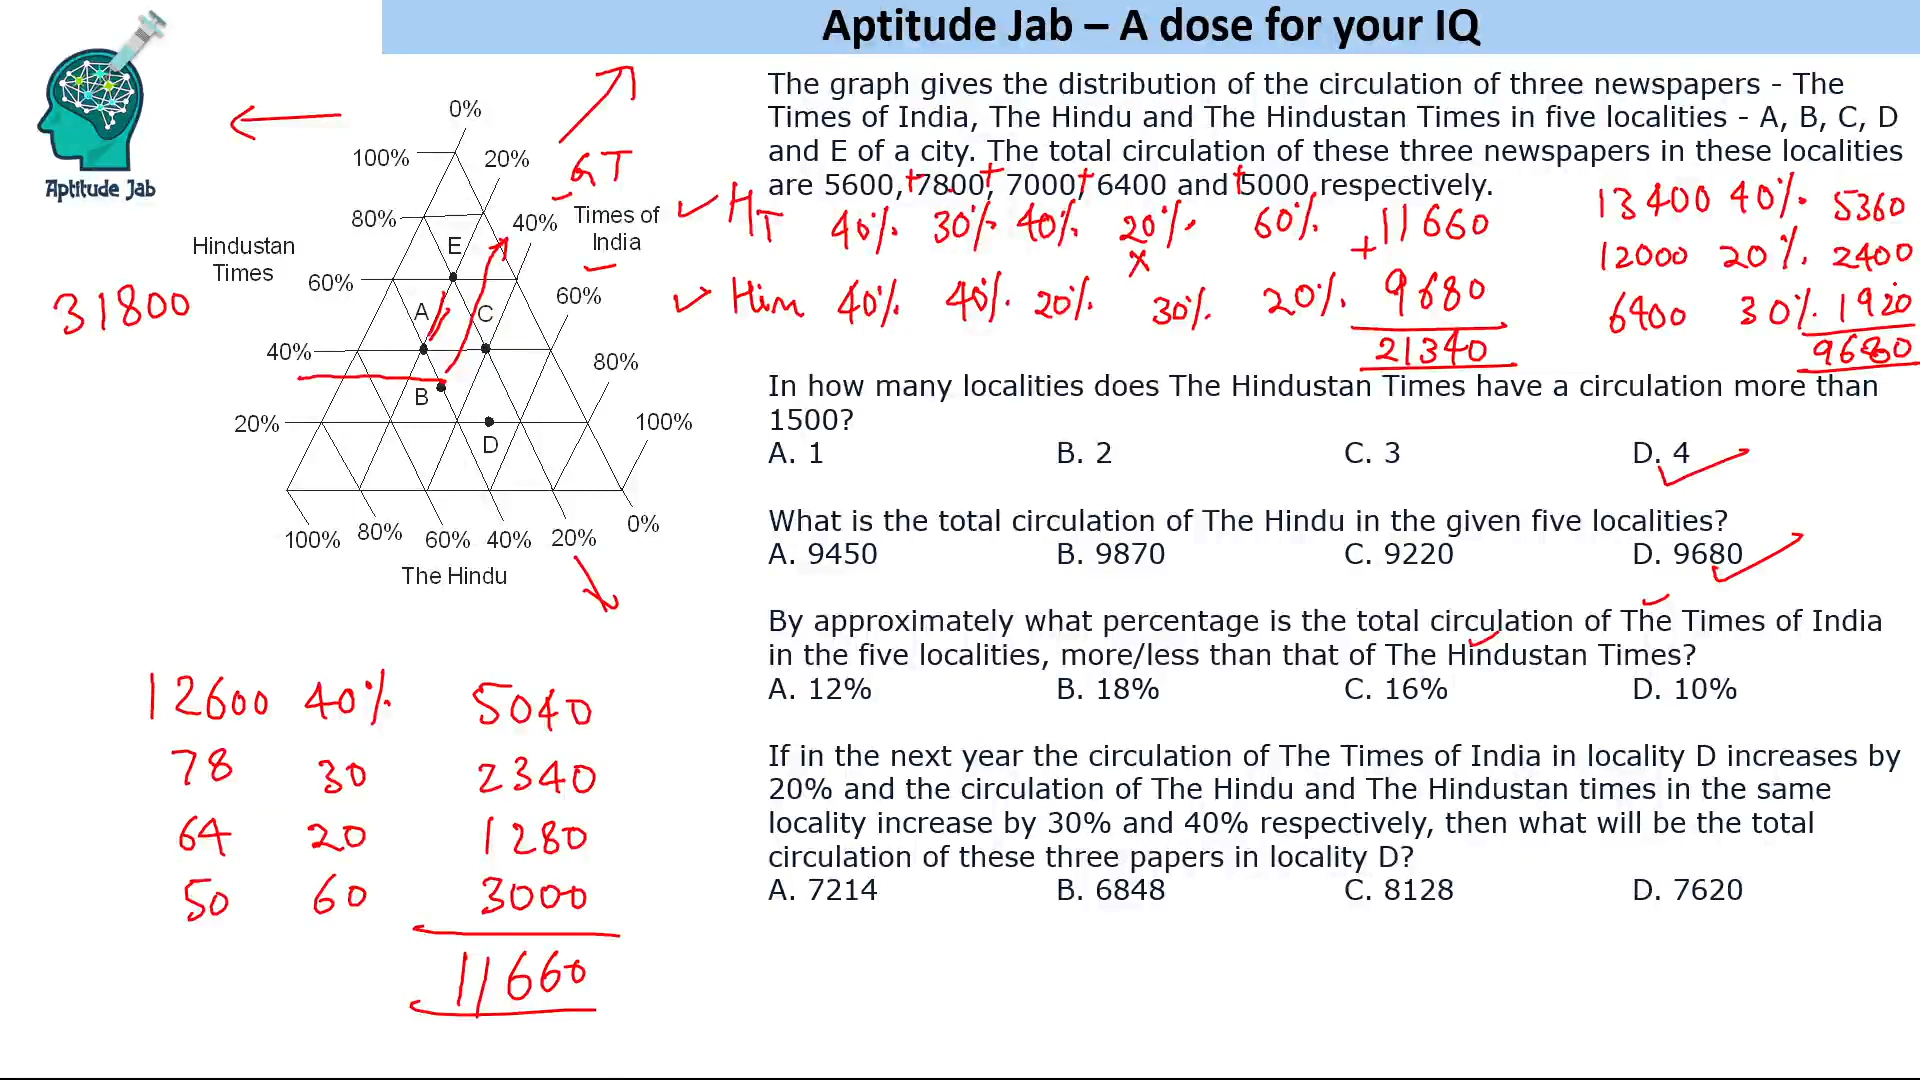 Aptitude Jab – A dose for your IQ
Aptitude Jab
The graph gives the distribution of the circulation of three newspapers - The
Times of India, The Hindu and The Hindustan Times in five localities - A, B, C, D
and E of a city. The total circulation of these three newspapers in these localities
are 5600, 7800, 7000, 6400 and 5000 respectively.
+ + + +
HT 40% 30% 40% 20% 60% 11660
x +
Hin 40% 40% 20% 30% 20% 9680
21340
13400 40% 5360
12000 20% 2400
6400 30% 1920
9680
0%
100% 20%
GT
80% 40% Times of
India
Hindustan
Times
E
60% 60%
31800
A C
40% 80%
B
20% 100%
D
100% 80% 60% 40% 20% 0%
The Hindu
In how many localities does The Hindustan Times have a circulation more than
1500?
A. 1 B. 2 C. 3 D. 4
What is the total circulation of The Hindu in the given five localities?
A. 9450 B. 9870 C. 9220 D. 9680
By approximately what percentage is the total circulation of The Times of India
in the five localities, more/less than that of The Hindustan Times?
A. 12% B. 18% C. 16% D. 10%
If in the next year the circulation of The Times of India in locality D increases by
20% and the circulation of The Hindu and The Hindustan times in the same
locality increase by 30% and 40% respectively, then what will be the total
circulation of these three papers in locality D?
A. 7214 B. 6848 C. 8128 D. 7620
12600 40% 5040
78 30 2340
64 20 1280
50 60 3000
11660